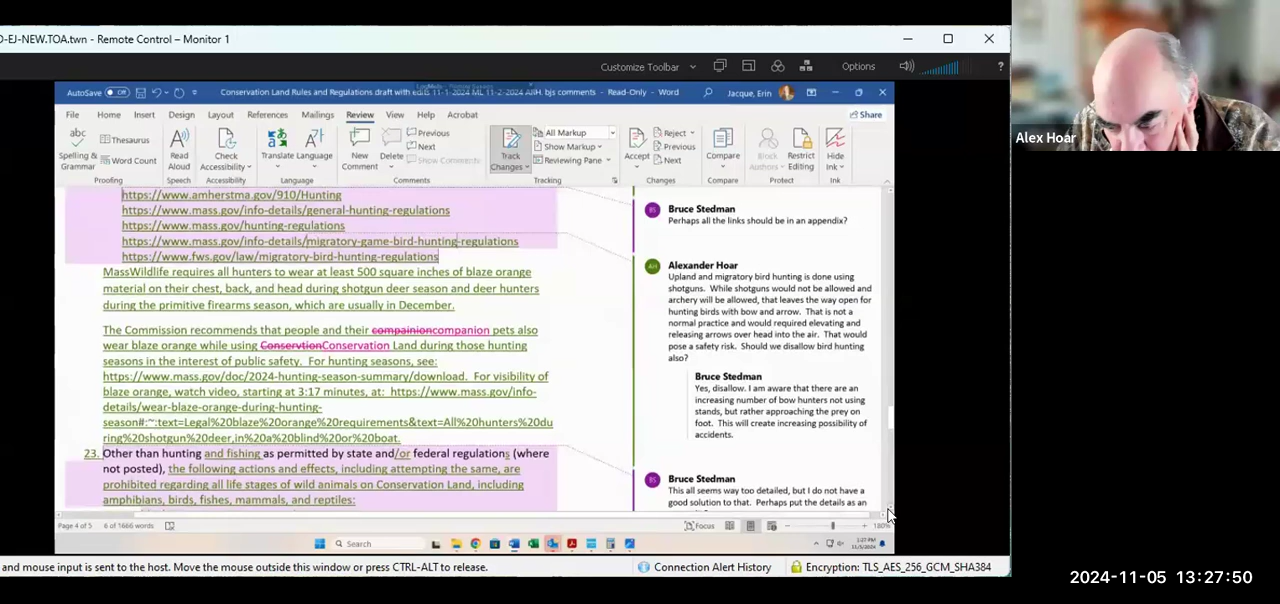 D-EJ-NEW.TOA.twn - Remote Control – Monitor 1
Customize Toolbar
Options
?
AutoSave Off
Conservation Land Rules and Regulations draft with edits 11-1-2024 ML 11-2-2024 AIIH. bjs comments - Read-Only - Word
Jacque, Erin
File Home Insert Design Layout References Mailings Review View Help Acrobat
Share
abc
Spelling & Grammar
Thesaurus
Word Count
Proofing
Read Aloud
Speech
Check Accessibility
Accessibility
Translate Language
Language
New Comment
Delete
Previous
Next
Show Comments
Comments
Track Changes
All Markup
Show Markup
Reviewing Pane
Tracking
Accept
Reject
Previous
Next
Changes
Compare
Compare
Block Authors
Restrict Editing
Protect
Hide Ink
Ink
https://www.amherstma.gov/910/Hunting
https://www.mass.gov/info-details/general-hunting-regulations
https://www.mass.gov/hunting-regulations
https://www.mass.gov/info-details/migratory-game-bird-hunting-regulations
https://www.fws.gov/law/migratory-bird-hunting-regulations
MassWildlife requires all hunters to wear at least 500 square inches of blaze orange
material on their chest, back, and head during shotgun deer season and deer hunters
during the primitive firearms season, which are usually in December.
The Commission recommends that people and their compainioncompanion pets also
wear blaze orange while using ConservtionConservation Land during those hunting
seasons in the interest of public safety. For hunting seasons, see:
https://www.mass.gov/doc/2024-hunting-season-summary/download. For visibility of
blaze orange, watch video, starting at 3:17 minutes, at: https://www.mass.gov/info-
details/wear-blaze-orange-during-hunting-
season#:~:text=Legal%20blaze%20orange%20requirements&text=All%20hunters%20du
ring%20shotgun%20deer,in%20a%20blind%20or%20boat.
23. Other than hunting and fishing as permitted by state and/or federal regulations (where
not posted), the following actions and effects, including attempting the same, are
prohibited regarding all life stages of wild animals on Conservation Land, including
amphibians, birds, fishes, mammals, and reptiles:
BS
Bruce Stedman
Perhaps all the links should be in an appendix?
AH
Alexander Hoar
Upland and migratory bird hunting is done using
shotguns. While shotguns would not be allowed and
archery will be allowed, that leaves the way open for
hunting birds with bow and arrow. That is not a
normal practice and would required elevating and
releasing arrows over head into the air. That would
pose a safety risk. Should we disallow bird hunting
also?
Bruce Stedman
Yes, disallow. I am aware that there are an
increasing number of bow hunters not using
stands, but rather approaching the prey on
foot. This will create increasing possibility of
accidents.
BS
Bruce Stedman
This all seems way too detailed, but I do not have a
good solution to that. Perhaps put the details as an
Page 4 of 5 6 of 1666 words
Focus
180%
Search
1:27 PM
11/5/2024
and mouse input is sent to the host. Move the mouse outside this window or press CTRL-ALT to release.
Connection Alert History
Encryption: TLS_AES_256_GCM_SHA384
Alex Hoar
2024-11-05 13:27:50